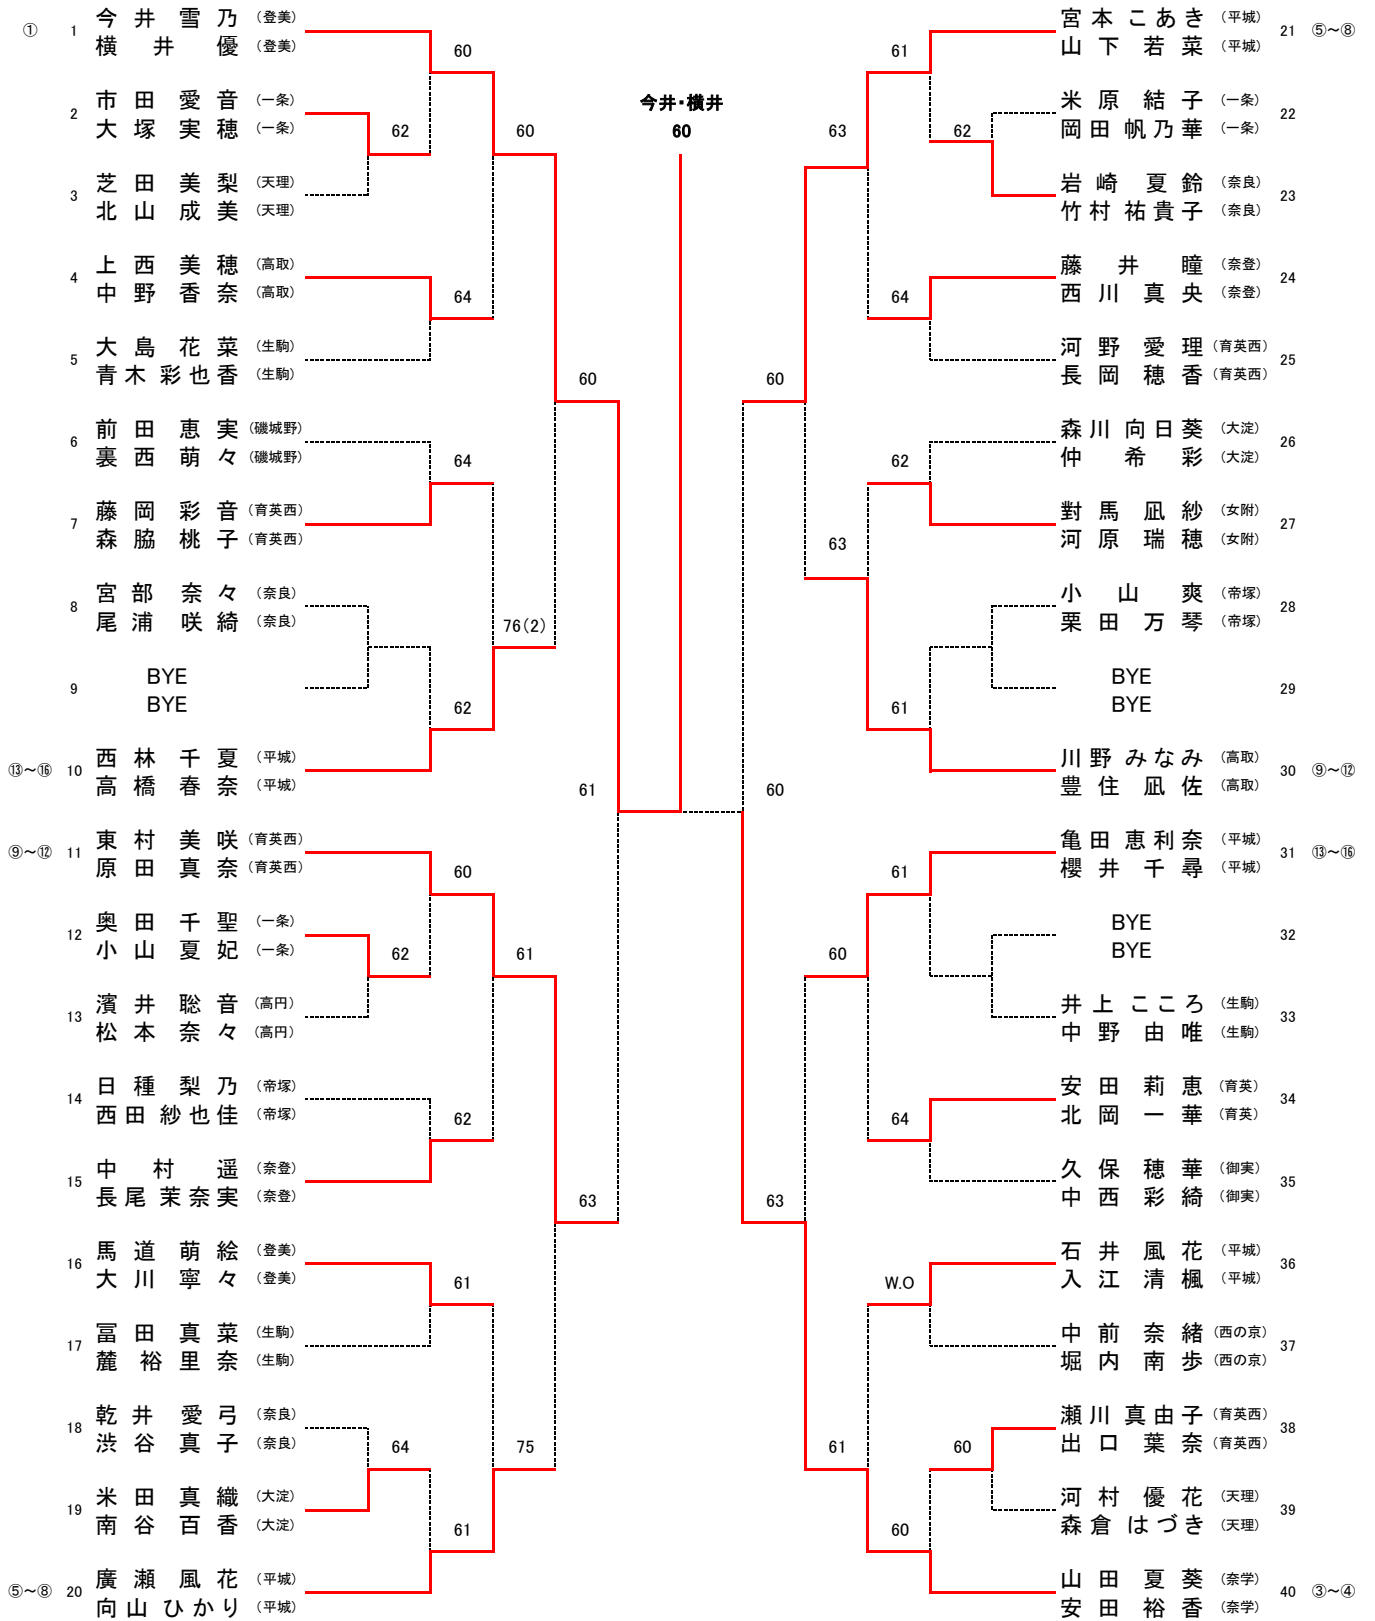 今井・横井
60
① 1 今井 雪乃 (登美)
横井 優 (登美)
2 市田 愛音 (一条)
大塚 実穂 (一条)
3 芝田 美梨 (天理)
北山 成美 (天理)
4 上西 美穂 (高取)
中野 香奈 (高取)
5 大島 花菜 (生駒)
青木 彩也香 (生駒)
6 前田 恵実 (磯城野)
裏西 萌々 (磯城野)
7 藤岡 彩音 (育英西)
森脇 桃子 (育英西)
8 宮部 奈々 (奈良)
尾浦 咲綺 (奈良)
9 BYE
BYE
⑬～⑯ 10 西林 千夏 (平城)
高橋 春奈 (平城)
⑨～⑫ 11 東村 美咲 (育英西)
原田 真奈 (育英西)
12 奥田 千聖 (一条)
小山 夏妃 (一条)
13 濱井 聡音 (高円)
松本 奈々 (高円)
14 日種 梨乃 (帝塚)
西田 紗也佳 (帝塚)
15 中村 遥 (奈登)
長尾 茉奈実 (奈登)
16 馬道 萌絵 (登美)
大川 寧々 (登美)
17 冨田 真菜 (生駒)
麓 裕里奈 (生駒)
18 乾井 愛弓 (奈良)
渋谷 真子 (奈良)
19 米田 真織 (大淀)
南谷 百香 (大淀)
⑤～⑧ 20 廣瀬 風花 (平城)
向山 ひかり (平城)
62
62
64
60
64
64
62
60
62
61
61
60
76(2)
61
75
60
63
61
宮本 こあき (平城) 21 ⑤～⑧
山下 若菜 (平城)
米原 結子 (一条) 22
岡田 帆乃華 (一条)
岩崎 夏鈴 (奈良) 23
竹村 祐貴子 (奈良)
藤井 瞳 (奈登) 24
西川 真央 (奈登)
河野 愛理 (育英西) 25
長岡 穂香 (育英西)
森川 向日葵 (大淀) 26
仲 希彩 (大淀)
對馬 凪紗 (女附) 27
河原 瑞穂 (女附)
小山 爽 (帝塚) 28
栗田 万琴 (帝塚)
BYE 29
BYE
川野 みなみ (高取) 30 ⑨～⑫
豊住 凪佐 (高取)
亀田 恵利奈 (平城) 31 ⑬～⑯
櫻井 千尋 (平城)
BYE 32
BYE
井上 こころ (生駒) 33
中野 由唯 (生駒)
安田 莉恵 (育英) 34
北岡 一華 (育英)
久保 穂華 (御実) 35
中西 彩綺 (御実)
石井 風花 (平城) 36
入江 清楓 (平城)
中前 奈緒 (西の京) 37
堀内 南歩 (西の京)
瀬川 真由子 (育英西) 38
出口 葉奈 (育英西)
河村 優花 (天理) 39
森倉 はづき (天理)
山田 夏葵 (奈学) 40 ③～④
安田 裕香 (奈学)
62
60
61
64
62
61
61
64
W.O
60
63
63
60
61
60
63
60